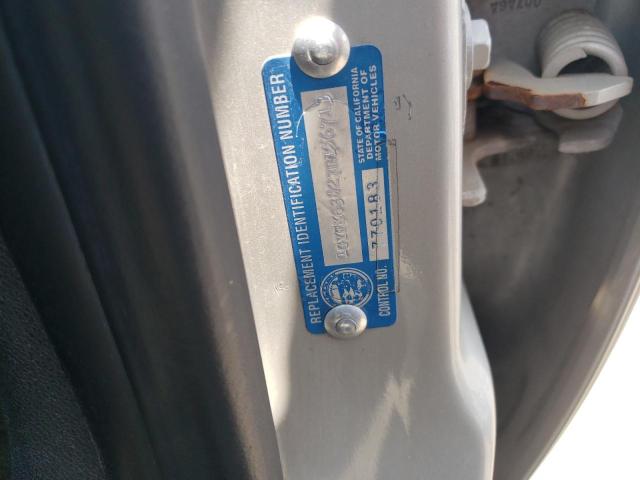 REPLACEMENT IDENTIFICATION NUMBER
STATE OF CALIFORNIA
DEPARTMENT OF
MOTOR VEHICLES
CONTROL NO.
770183